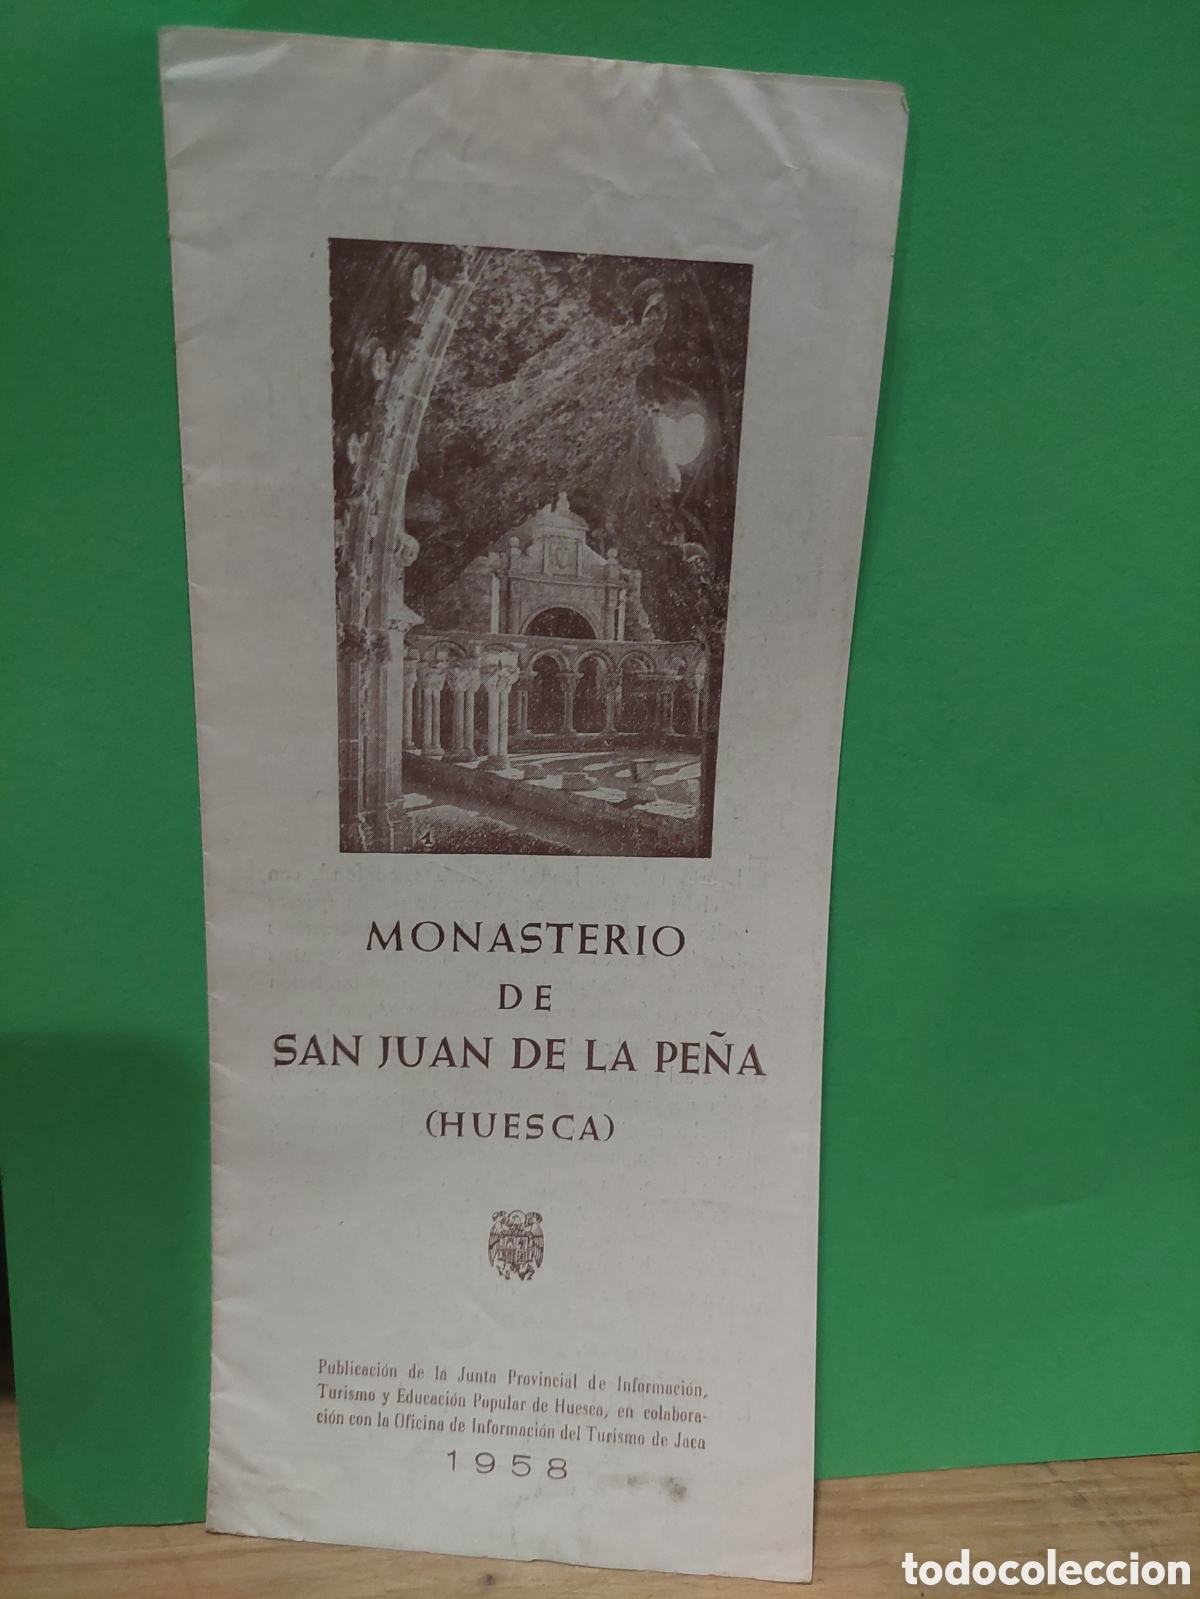 1
MONASTERIO
DE
SAN JUAN DE LA PEÑA
(HUESCA)
Publicación de la Junta Provincial de Información,
Turismo y Educación Popular de Huesca, en colabora-
ción con la Oficina de Información del Turismo de Jaca
1958
todocoleccion